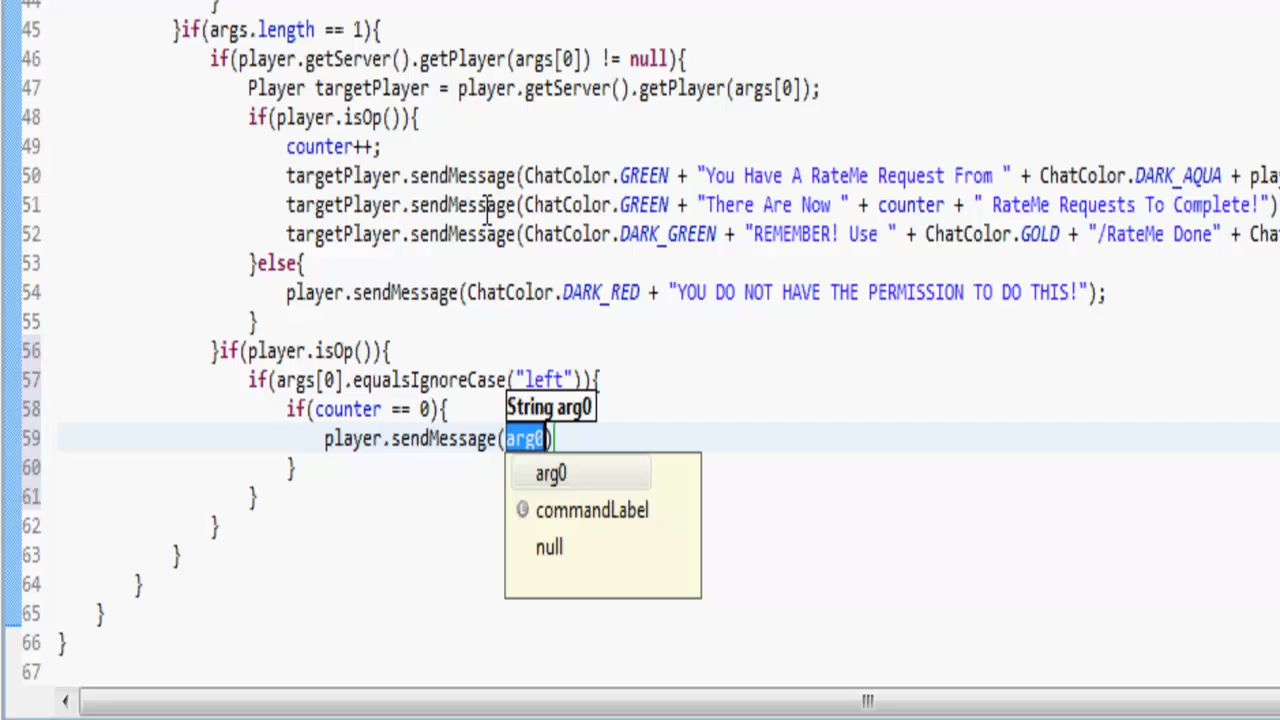 44 }
45 }if(args.length == 1){
46 if(player.getServer().getPlayer(args[0]) != null){
47 Player targetPlayer = player.getServer().getPlayer(args[0]);
48 if(player.isOp()){
49 counter++;
50 targetPlayer.sendMessage(ChatColor.GREEN + "You Have A RateMe Request From " + ChatColor.DARK_AQUA + play
51 targetPlayer.sendMessage(ChatColor.GREEN + "There Are Now " + counter + " RateMe Requests To Complete!")
52 targetPlayer.sendMessage(ChatColor.DARK_GREEN + "REMEMBER! Use " + ChatColor.GOLD + "/RateMe Done" + Cha
53 }else{
54 player.sendMessage(ChatColor.DARK_RED + "YOU DO NOT HAVE THE PERMISSION TO DO THIS!");
55 }
56 }if(player.isOp()){
57 if(args[0].equalsIgnoreCase("left")){
58 if(counter == 0){
String arg0
59 player.sendMessage(arg0)
arg0
60 }
61 }
commandLabel
62 }
null
63 }
64 }
65 }
66 }
67